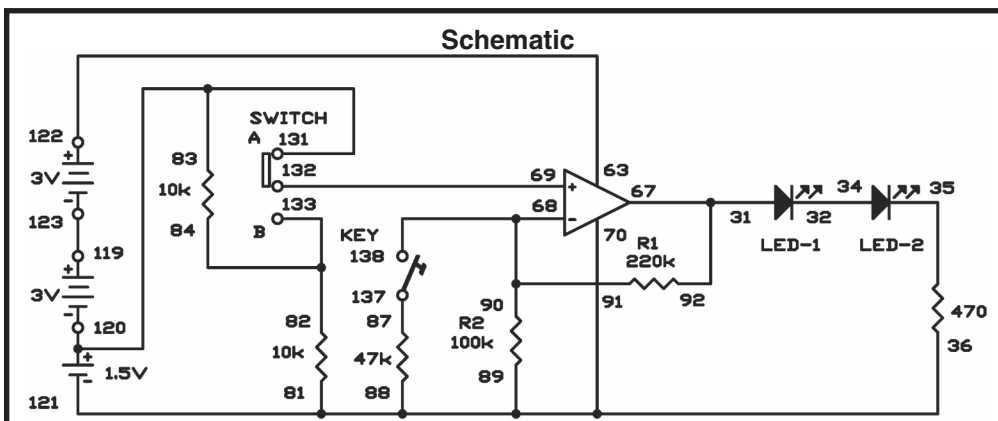 Schematic
SWITCH
A 131
122
83
132
3V
10k
69 63
133
67
34 35
68
123
84
B
KEY
70
31 32
119
138
R1
LED-1 LED-2
220k
3V
137
90
91 92
470
120
82
87
R2
100k
36
10k
47k
1.5V
89
121
81
88